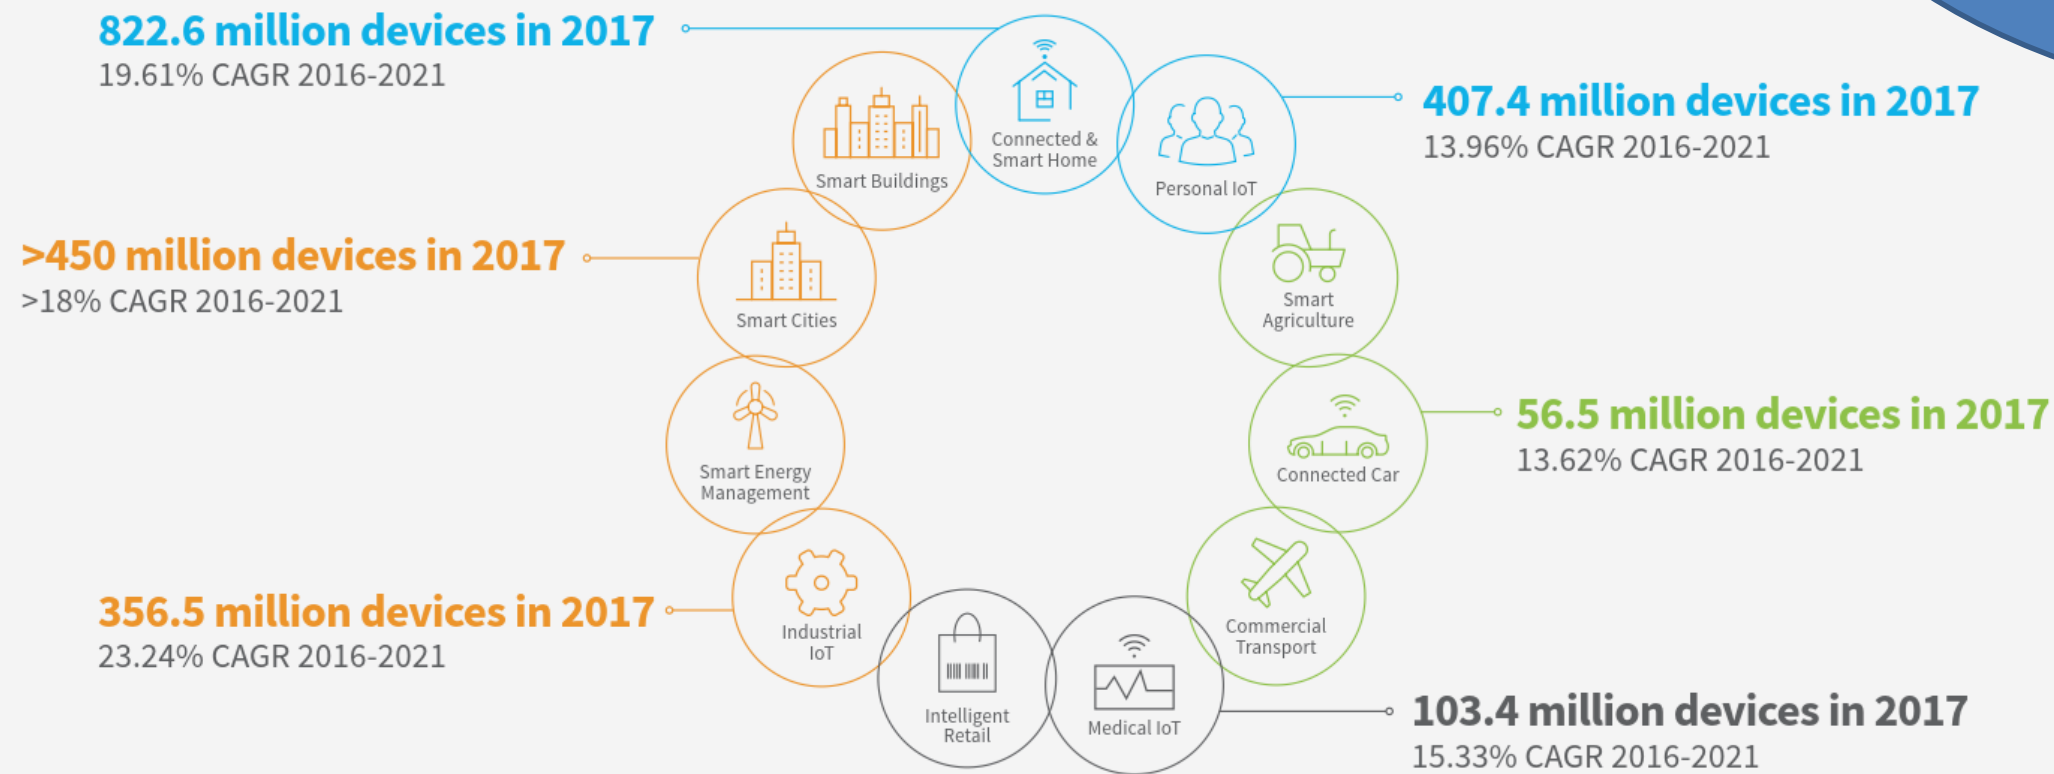 822.6 million devices in 2017
19.61% CAGR 2016-2021
Connected &
Smart Home
407.4 million devices in 2017
13.96% CAGR 2016-2021
Smart Buildings
Personal IoT
>450 million devices in 2017
>18% CAGR 2016-2021
Smart Cities
Smart
Agriculture
Smart Energy
Management
Connected Car
56.5 million devices in 2017
13.62% CAGR 2016-2021
356.5 million devices in 2017
23.24% CAGR 2016-2021
Industrial
IoT
Commercial
Transport
Intelligent
Retail
Medical IoT
103.4 million devices in 2017
15.33% CAGR 2016-2021